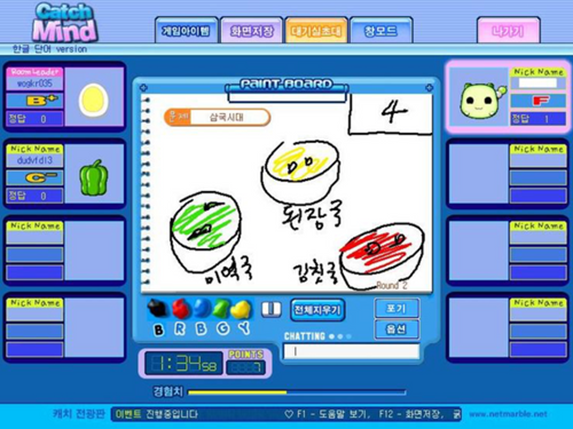 Catch Mind
한글 단어 version
게임아이템
화면저장
대기실초대
창모드
나가기
Room Leader
mogkr035
B+
정답 0
Nick Name
dudvfd13
C-
정답 0
Nick Name
Nick Name
PAINT-BOARD
문제 삼국시대
4
된장국
미역국
김칫국
Round 2
B R B G Y
전체지우기
포기
옵션
CHATTING
1:34 58
POINTS
7
경험치
Nick Name
F
정답 1
Nick Name
Nick Name
Nick Name
캐치 전광판
이벤트 진행중입니다
♡ F1 - 도움말 보기, F12 - 화면저장, 굵
www.netmarble.net